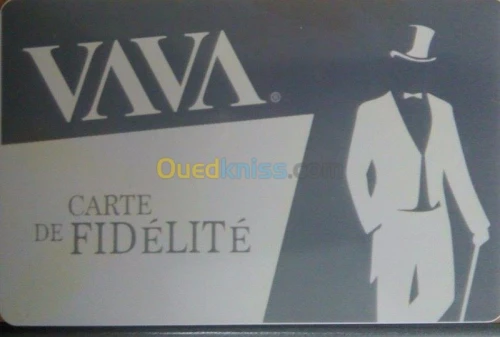 VAVA®
Ouedkniss.com
CARTE
DE FIDÉLITÉ